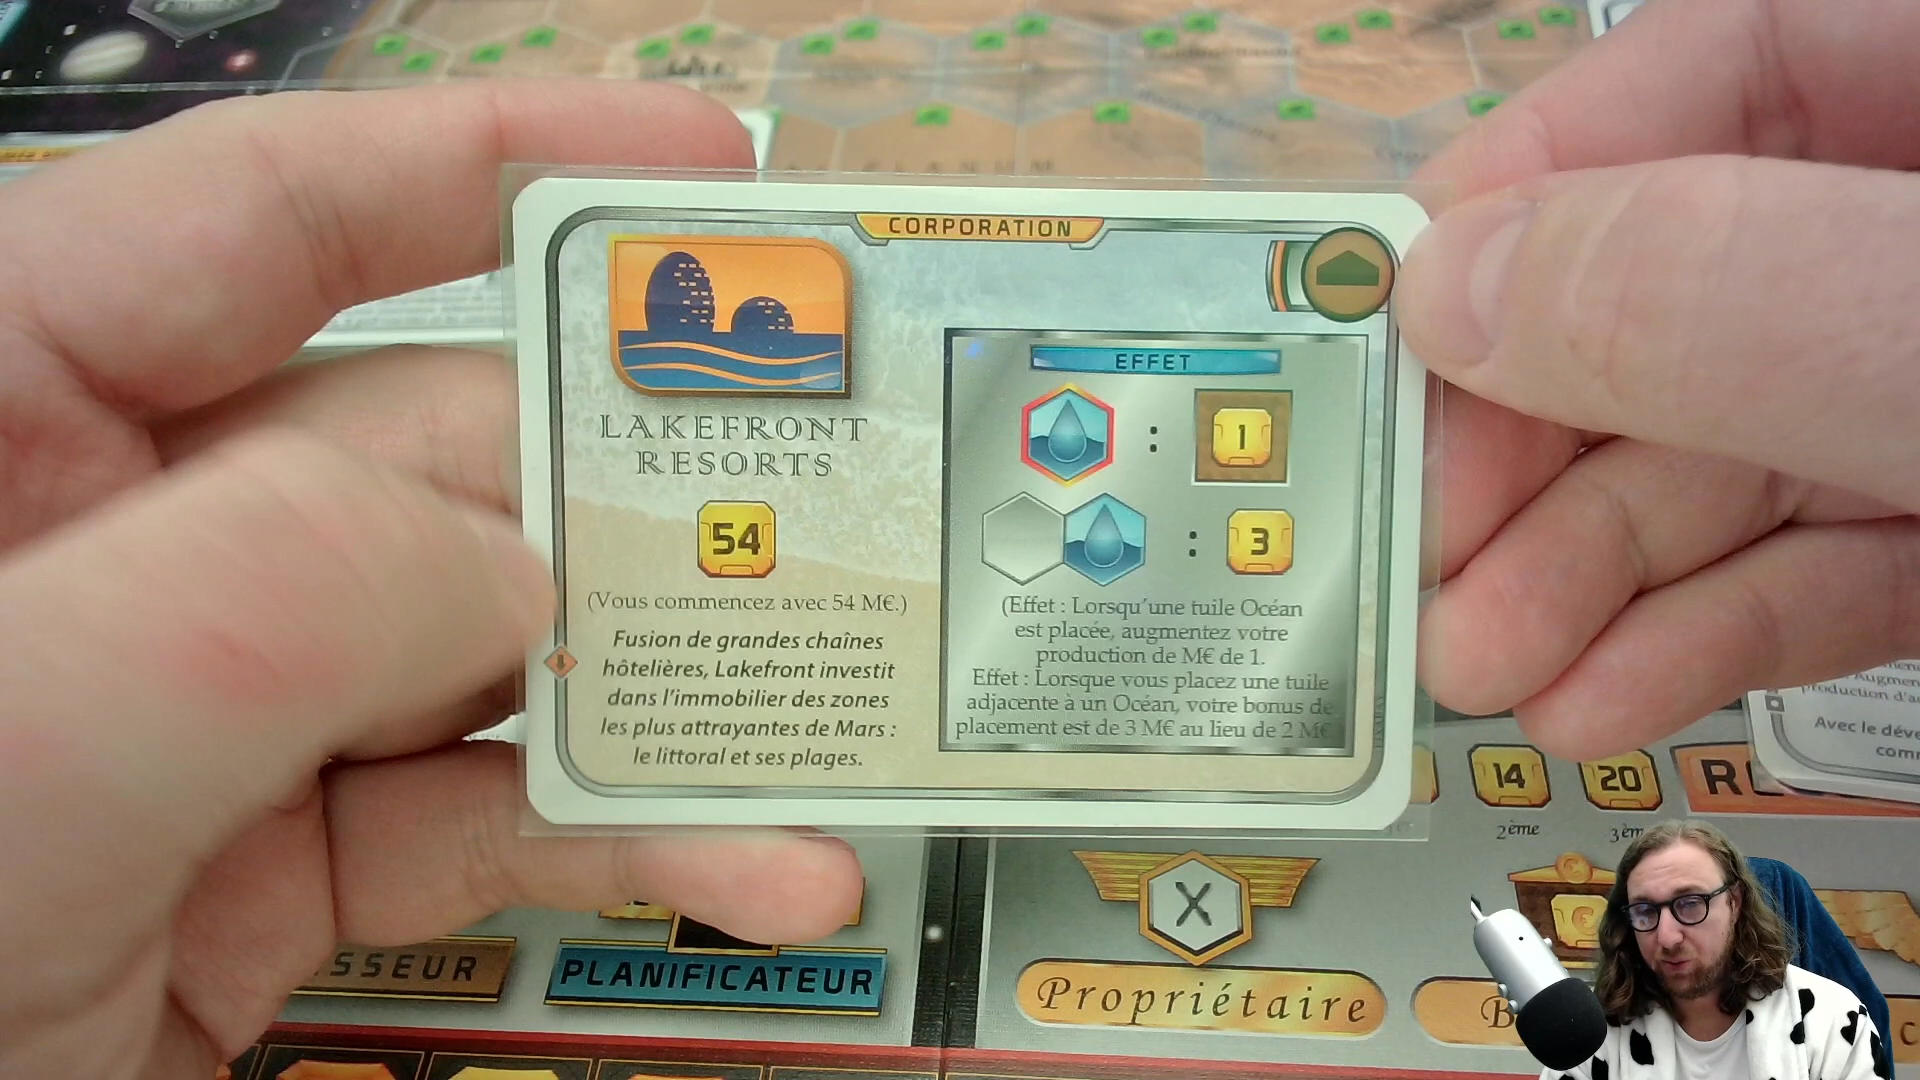 CORPORATION
LAKEFRONT
RESORTS
54
(Vous commencez avec 54 M€.)
Fusion de grandes chaînes
hôtelières, Lakefront investit
dans l'immobilier des zones
les plus attrayantes de Mars :
le littoral et ses plages.
EFFET
: 1
: 3
(Effet : Lorsqu'une tuile Océan
est placée, augmentez votre
production de M€ de 1.
Effet : Lorsque vous placez une tuile
adjacente à un Océan, votre bonus de
placement est de 3 M€ au lieu de 2 M€
Avec le déve
com
14
20
2ème
3èm
X
SSEUR
PLANIFICATEUR
Propriétaire
B